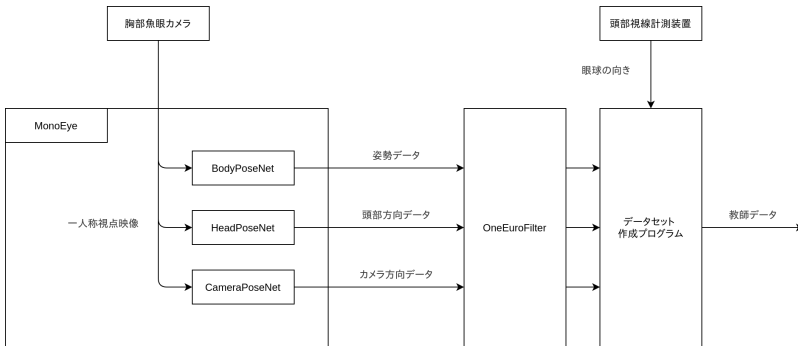 胸部魚眼カメラ
頭部視線計測装置
眼球の向き
MonoEye
BodyPoseNet
姿勢データ
一人称視点映像
HeadPoseNet
頭部方向データ
OneEuroFilter
データセット
作成プログラム
教師データ
CameraPoseNet
カメラ方向データ